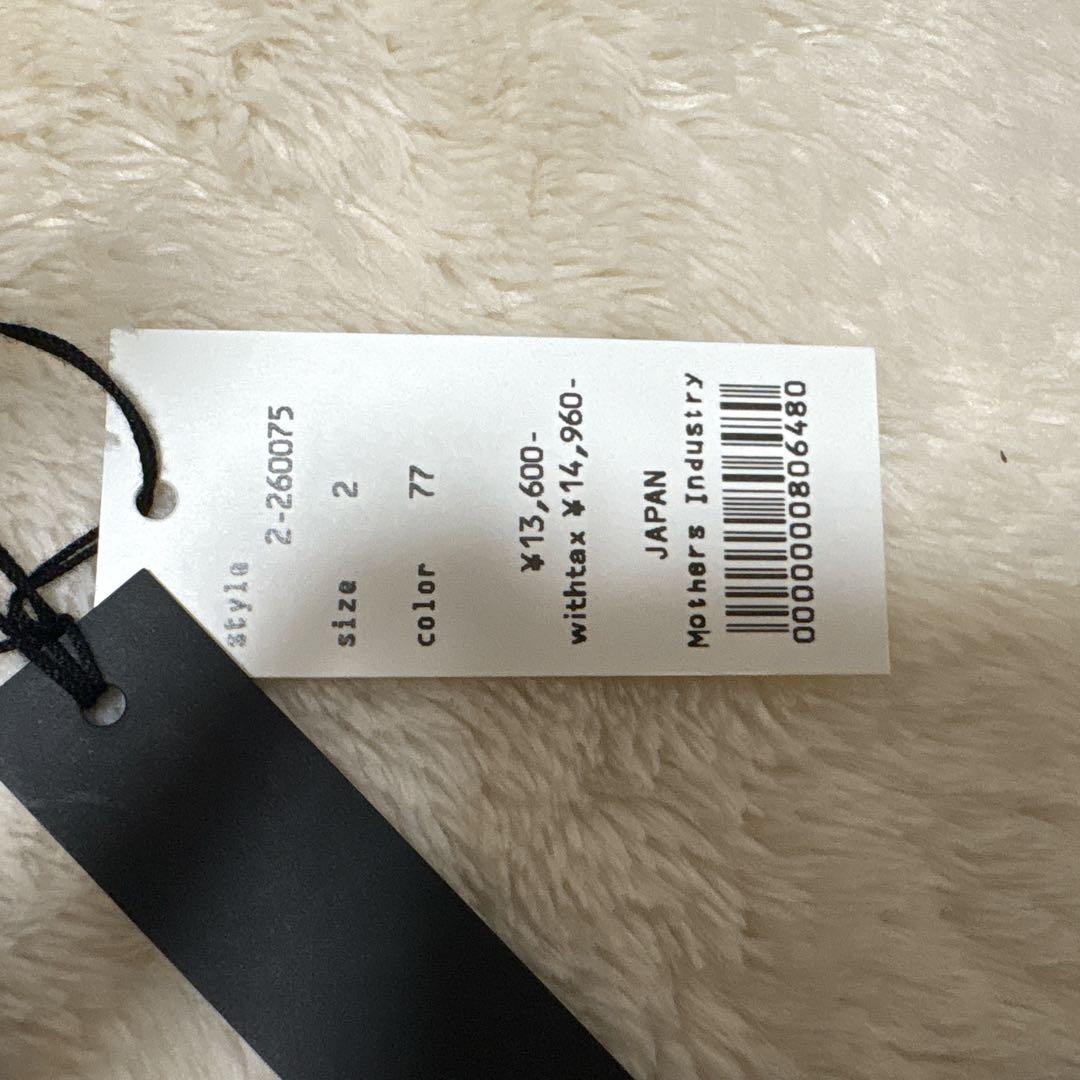 style
2-260075
size 2
color 77
¥13,600-
withtax ¥14,960-
JAPAN
Mothers Industry
0000000806480